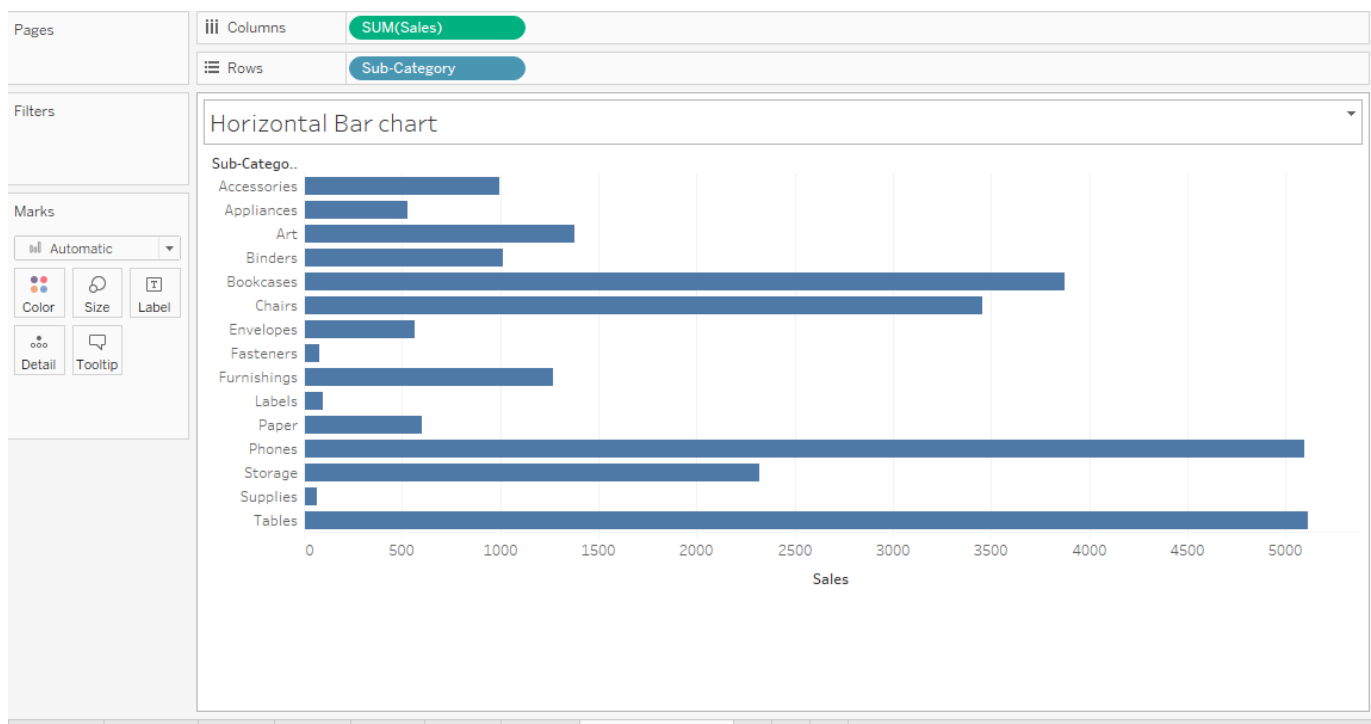 Pages
Columns SUM(Sales)
Rows Sub-Category
Filters
Horizontal Bar chart
Sub-Catego..
Accessories
Appliances
Marks
Art
Automatic
Binders
Bookcases
Color Size Label
Chairs
Envelopes
Fasteners
Detail Tooltip
Furnishings
Labels
Paper
Phones
Storage
Supplies
Tables
0 500 1000 1500 2000 2500 3000 3500 4000 4500 5000
Sales